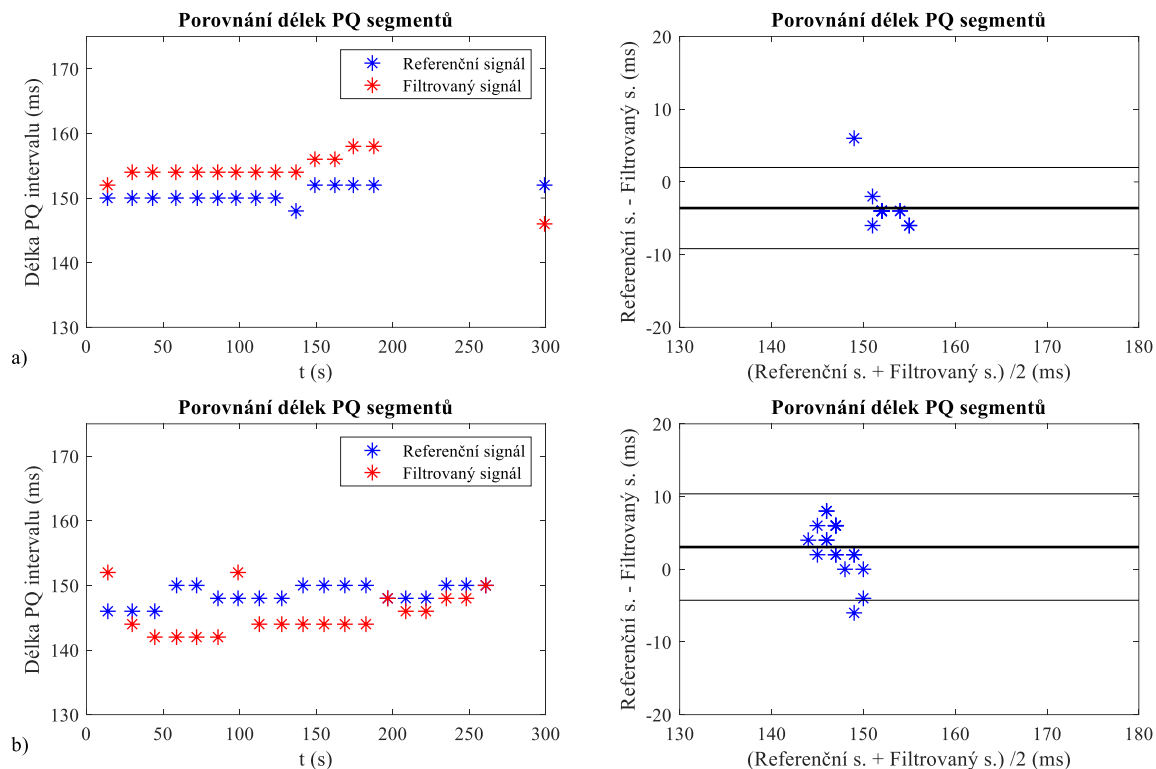 Porovnání délek PQ segmentů
Délka PQ intervalu (ms)
170
160
150
140
130
0
50
100
150
200
250
300
t (s)
Referenční signál
Filtrovaný signál
a)
Porovnání délek PQ segmentů
Referenční s. - Filtrovaný s. (ms)
20
10
0
-10
-20
130
140
150
160
170
180
(Referenční s. + Filtrovaný s.) /2 (ms)
Porovnání délek PQ segmentů
Délka PQ intervalu (ms)
170
160
150
140
130
0
50
100
150
200
250
300
t (s)
Referenční signál
Filtrovaný signál
b)
Porovnání délek PQ segmentů
Referenční s. - Filtrovaný s. (ms)
20
10
0
-10
-20
130
140
150
160
170
180
(Referenční s. + Filtrovaný s.) /2 (ms)